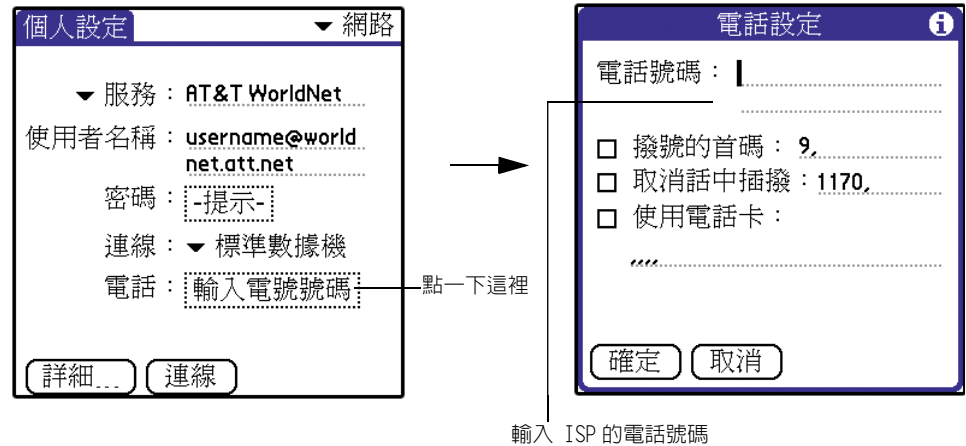 個人設定
網路
服務：AT&T WorldNet
使用者名稱：username@world
net.att.net
密碼：-提示-
連線：標準數據機
電話：輸入電號號碼
點一下這裡
詳細...
連線
電話設定
電話號碼：
撥號的首碼：9,
取消話中插撥：1170,
使用電話卡：
,,,,
確定
取消
輸入 ISP 的電話號碼